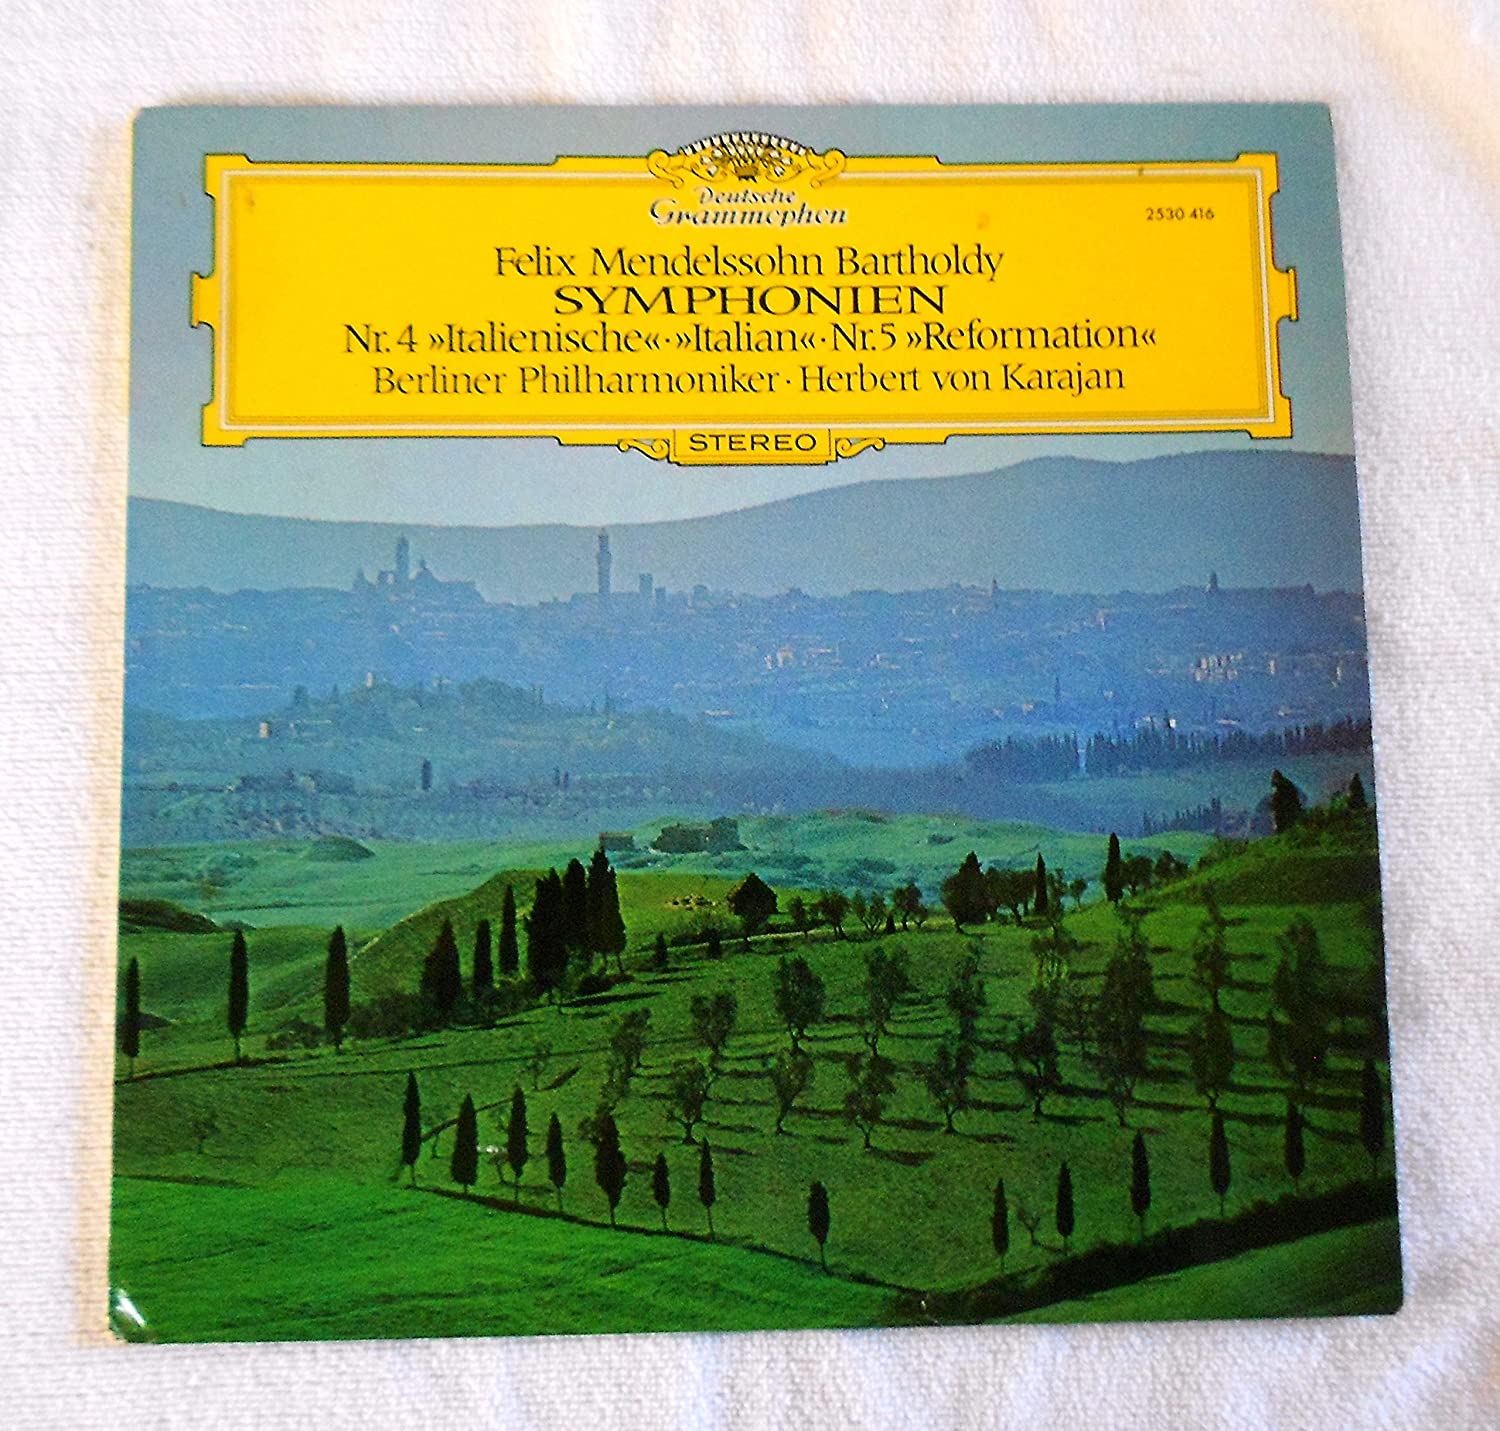 Deutsche
Grammophon
2530 416
Felix Mendelssohn Bartholdy
SYMPHONIEN
Nr. 4 »Italienische«·»Italian«·Nr. 5 »Reformation«
Berliner Philharmoniker · Herbert von Karajan
STEREO